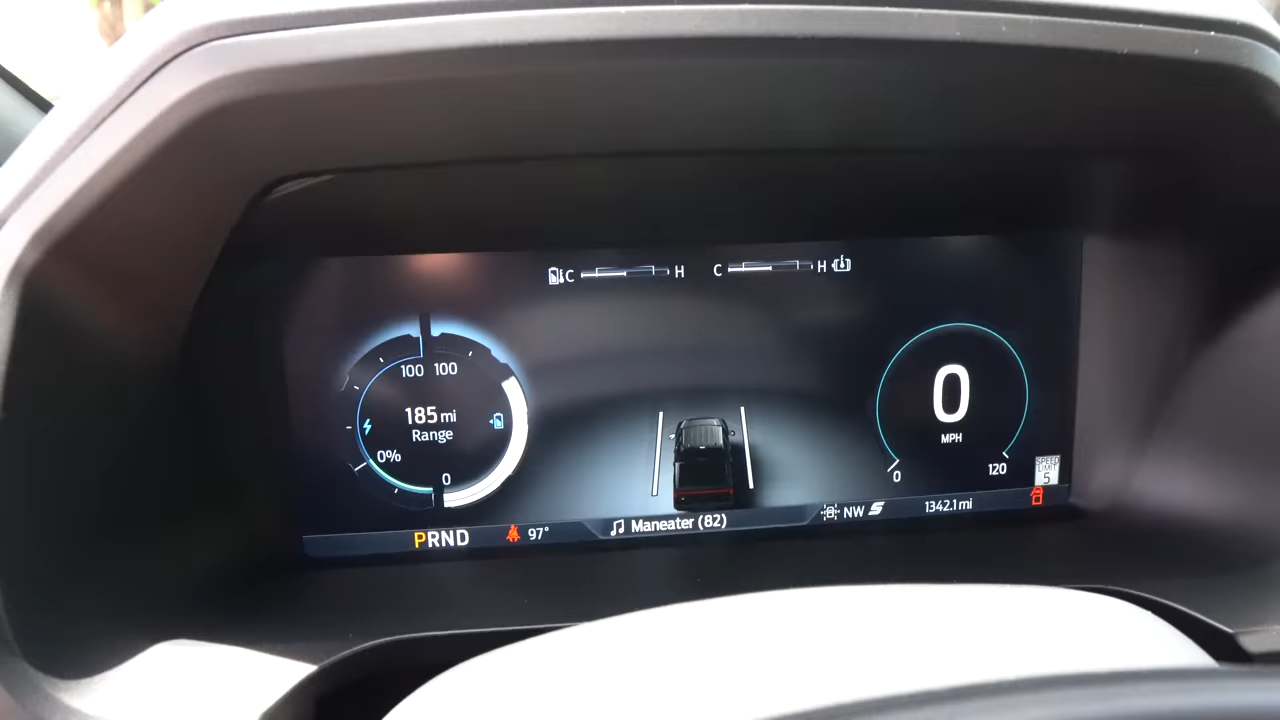 C H C H
100 100
185 mi
Range
0%
0
0
MPH
0 120
SPEED
LIMIT
5
PRND 97° Maneater (82) NW S 1342.1 mi